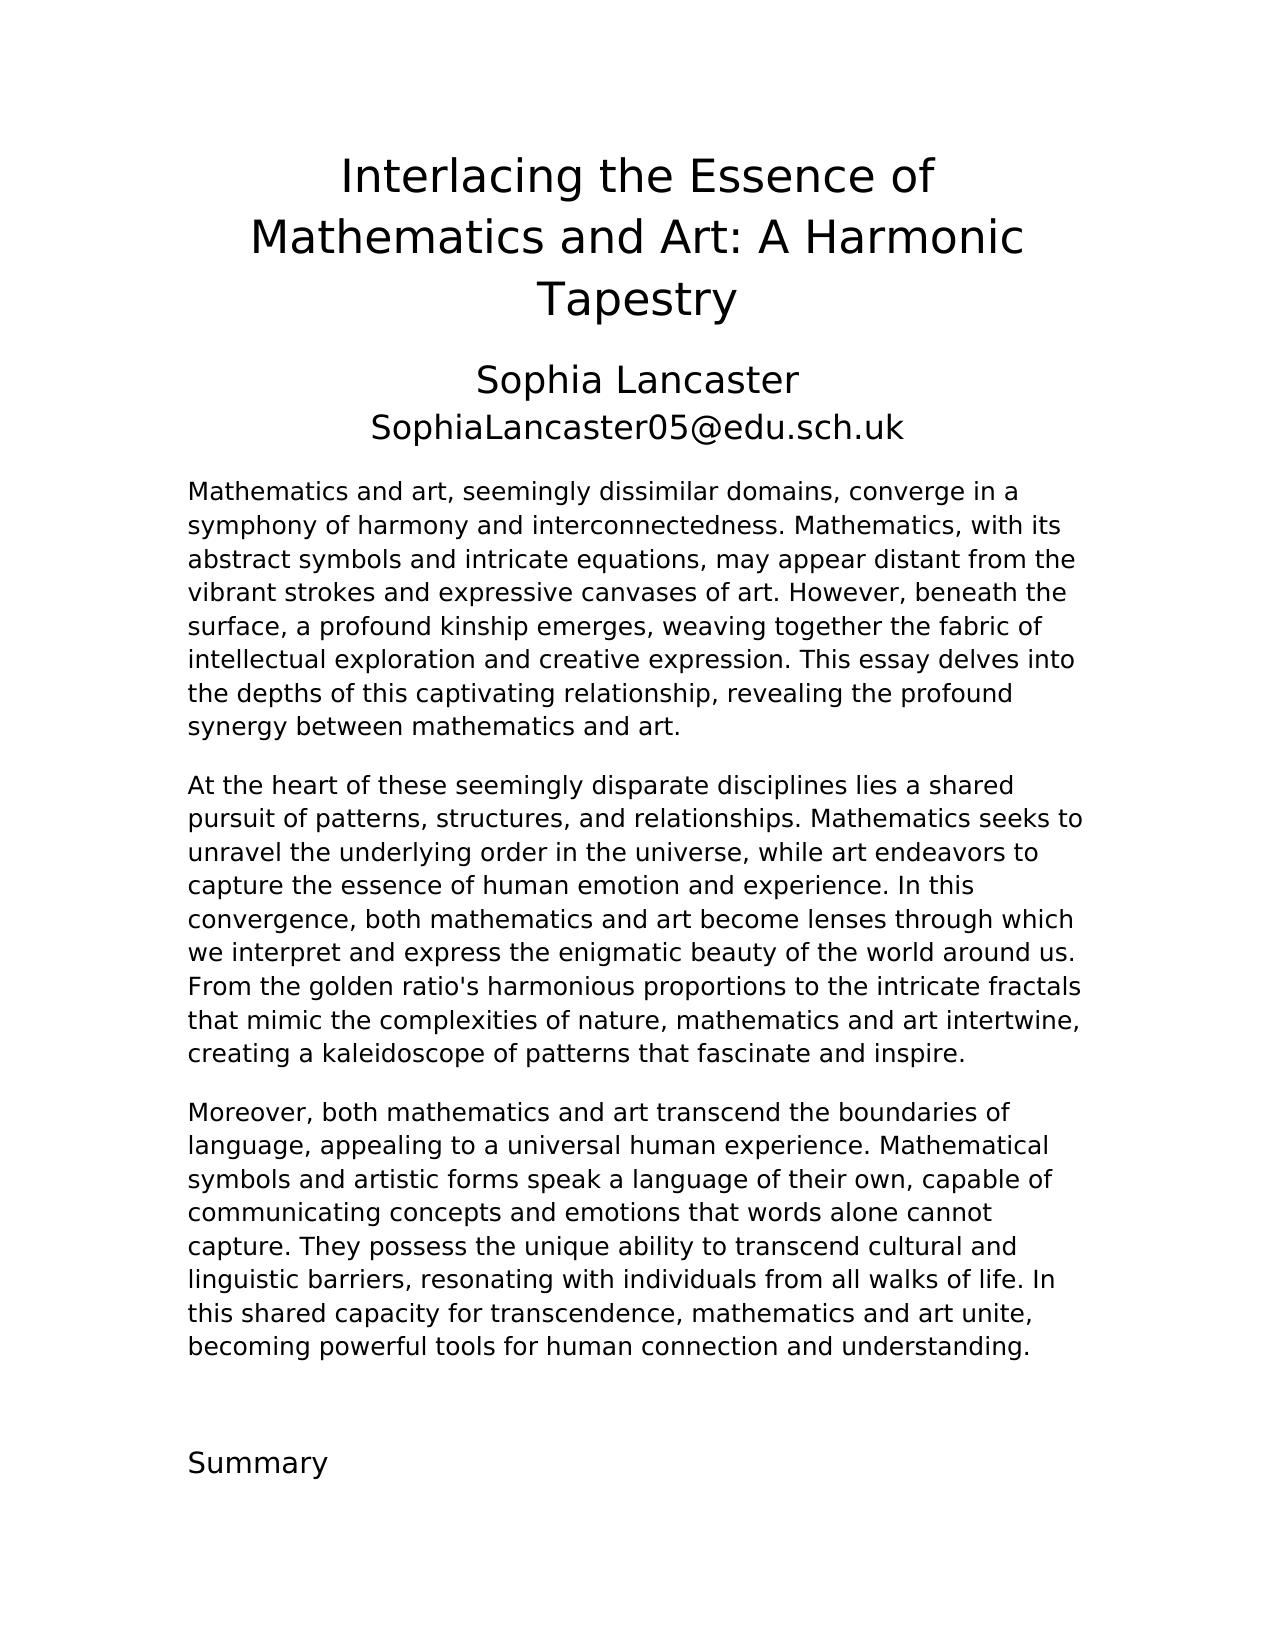 Interlacing the Essence of
Mathematics and Art: A Harmonic
Tapestry
Sophia Lancaster
SophiaLancaster05@edu.sch.uk
Mathematics and art, seemingly dissimilar domains, converge in a
symphony of harmony and interconnectedness. Mathematics, with its
abstract symbols and intricate equations, may appear distant from the
vibrant strokes and expressive canvases of art. However, beneath the
surface, a profound kinship emerges, weaving together the fabric of
intellectual exploration and creative expression. This essay delves into
the depths of this captivating relationship, revealing the profound
synergy between mathematics and art.
At the heart of these seemingly disparate disciplines lies a shared
pursuit of patterns, structures, and relationships. Mathematics seeks to
unravel the underlying order in the universe, while art endeavors to
capture the essence of human emotion and experience. In this
convergence, both mathematics and art become lenses through which
we interpret and express the enigmatic beauty of the world around us.
From the golden ratio's harmonious proportions to the intricate fractals
that mimic the complexities of nature, mathematics and art intertwine,
creating a kaleidoscope of patterns that fascinate and inspire.
Moreover, both mathematics and art transcend the boundaries of
language, appealing to a universal human experience. Mathematical
symbols and artistic forms speak a language of their own, capable of
communicating concepts and emotions that words alone cannot
capture. They possess the unique ability to transcend cultural and
linguistic barriers, resonating with individuals from all walks of life. In
this shared capacity for transcendence, mathematics and art unite,
becoming powerful tools for human connection and understanding.
Summary